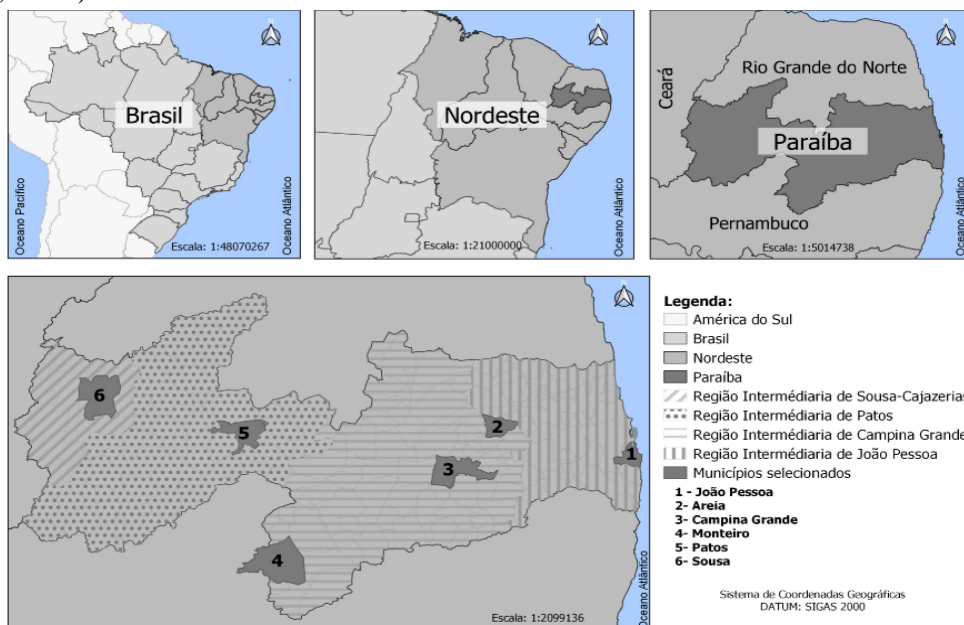 N
Brasil
Oceano Pacífico
Oceano Atlântico
Escala: 1:48070267
N
Nordeste
Oceano Atlântico
Escala: 1:21000000
N
Ceará
Rio Grande do Norte
Paraíba
Pernambuco
Oceano Atlântico
Escala: 1:5014738
N
6
5
2
1
3
4
Oceano Atlântico
Escala: 1:2099136
Legenda:
América do Sul
Brasil
Nordeste
Paraíba
Região Intermédiaria de Sousa-Cajazerias
Região Intermédiaria de Patos
Região Intermédiaria de Campina Grande
Região Intermédiaria de João Pessoa
Municípios selecionados
1 - João Pessoa
2- Areia
3- Campina Grande
4- Monteiro
5- Patos
6- Sousa
Sistema de Coordenadas Geográficas
DATUM: SIGAS 2000